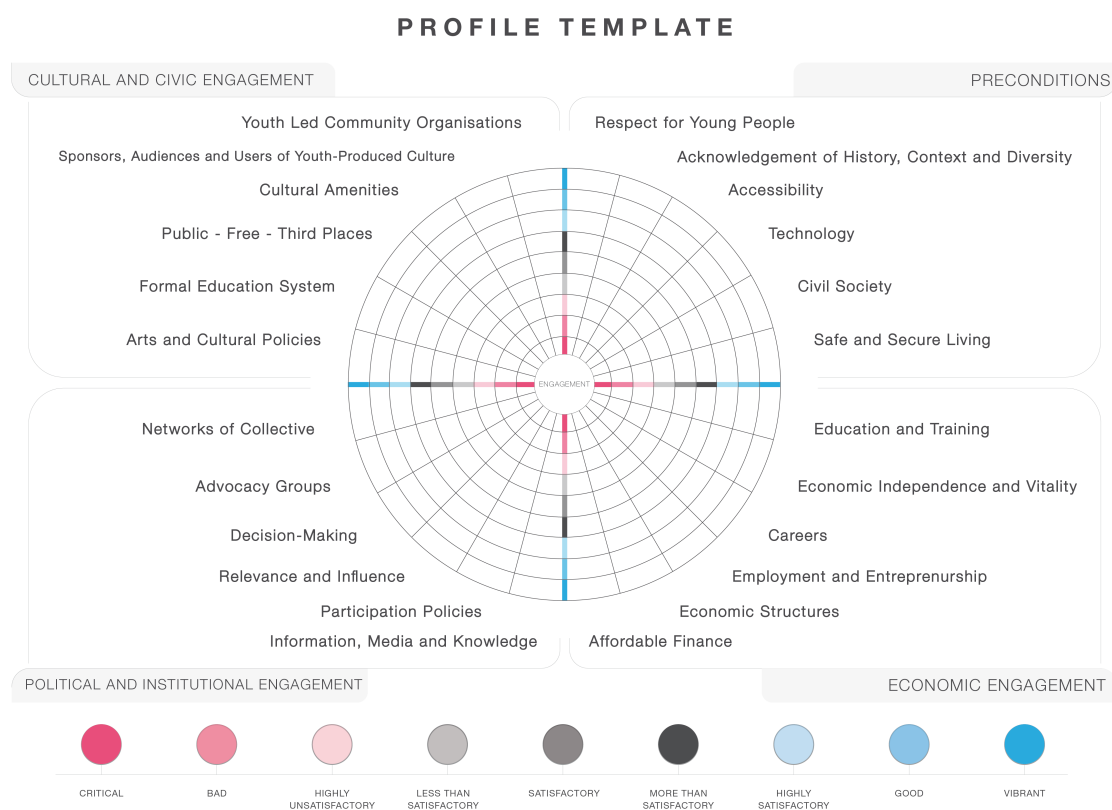 PROFILE TEMPLATE
CULTURAL AND CIVIC ENGAGEMENT
PRECONDITIONS
Youth Led Community Organisations
Respect for Young People
Sponsors, Audiences and Users of Youth-Produced Culture
Acknowledgement of History, Context and Diversity
Cultural Amenities
Accessibility
Public - Free - Third Places
Technology
Formal Education System
Civil Society
Arts and Cultural Policies
Safe and Secure Living
ENGAGEMENT
Networks of Collective
Education and Training
Advocacy Groups
Economic Independence and Vitality
Decision-Making
Careers
Relevance and Influence
Employment and Entreprenurship
Participation Policies
Economic Structures
Information, Media and Knowledge
Affordable Finance
POLITICAL AND INSTITUTIONAL ENGAGEMENT
ECONOMIC ENGAGEMENT
CRITICAL
BAD
HIGHLY
UNSATISFACTORY
LESS THAN
SATISFACTORY
SATISFACTORY
MORE THAN
SATISFACTORY
HIGHLY
SATISFACTORY
GOOD
VIBRANT